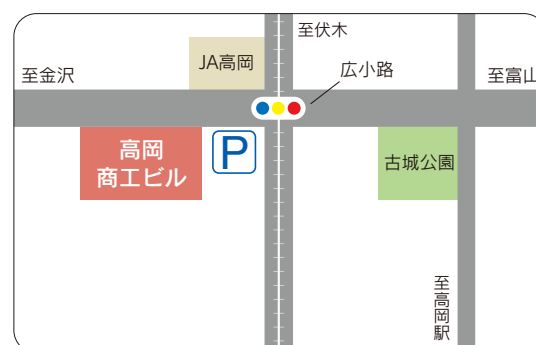 至伏木
JA高岡
至金沢
広小路
至富山
高岡
商工ビル
P
古城公園
至高岡駅